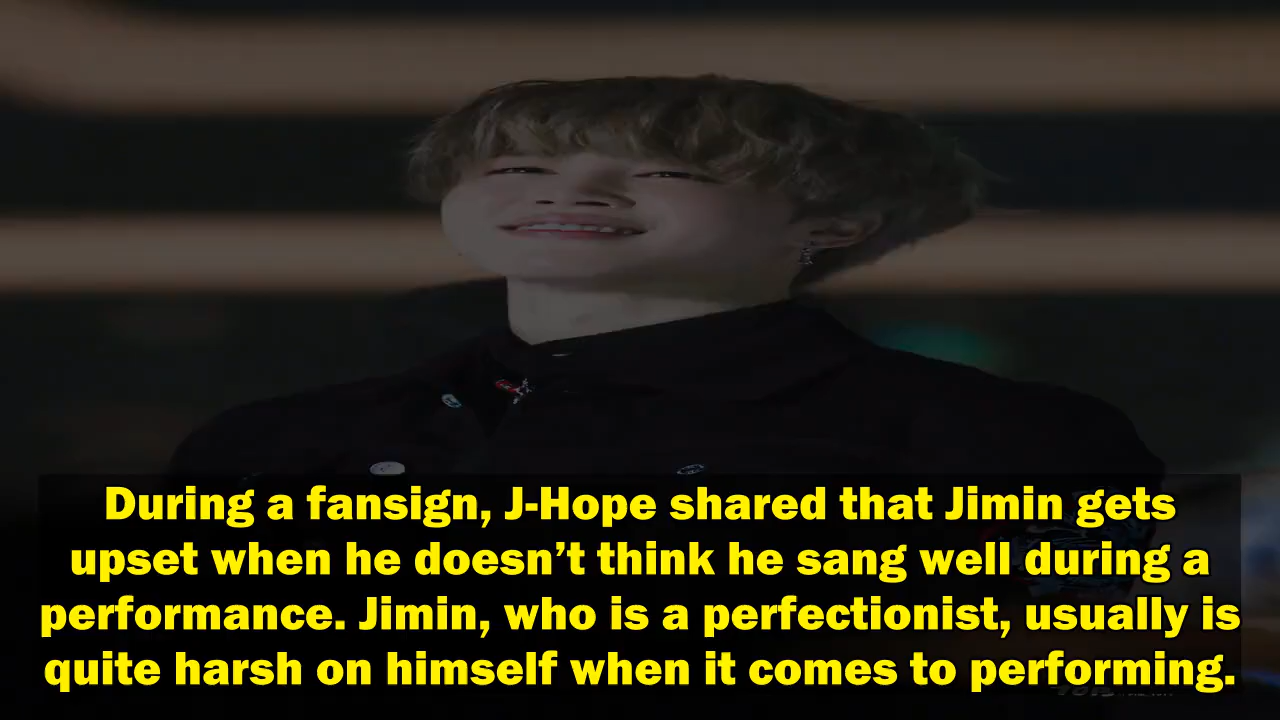 During a fansign, J-Hope shared that Jimin gets
upset when he doesn’t think he sang well during a
performance. Jimin, who is a perfectionist, usually is
quite harsh on himself when it comes to performing.